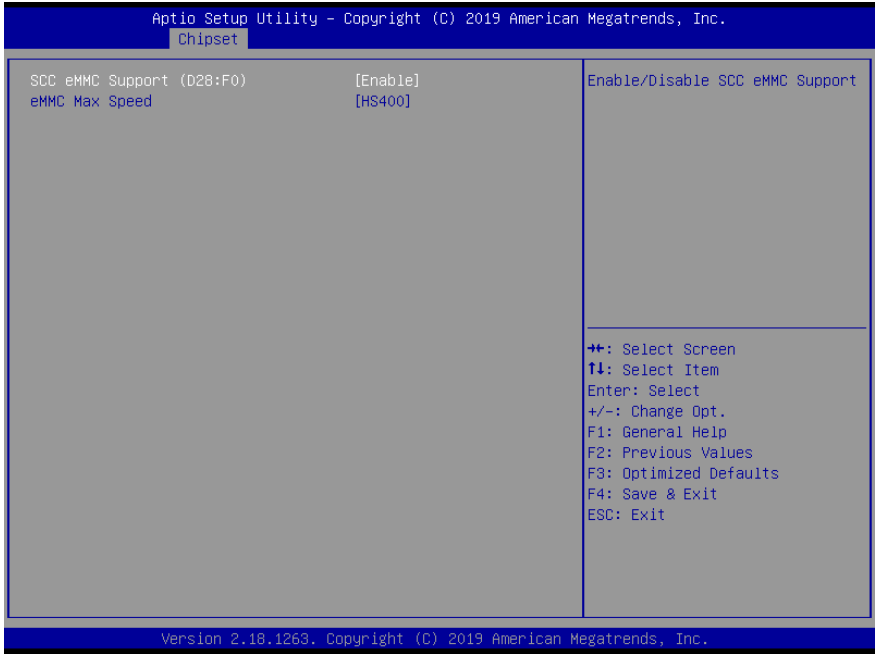 Aptio Setup Utility – Copyright (C) 2019 American Megatrends, Inc.
Chipset
SCC eMMC Support (D28:F0) [Enable]
eMMC Max Speed [HS400]
Enable/Disable SCC eMMC Support
→←: Select Screen
↑↓: Select Item
Enter: Select
+/-: Change Opt.
F1: General Help
F2: Previous Values
F3: Optimized Defaults
F4: Save & Exit
ESC: Exit
Version 2.18.1263. Copyright (C) 2019 American Megatrends, Inc.